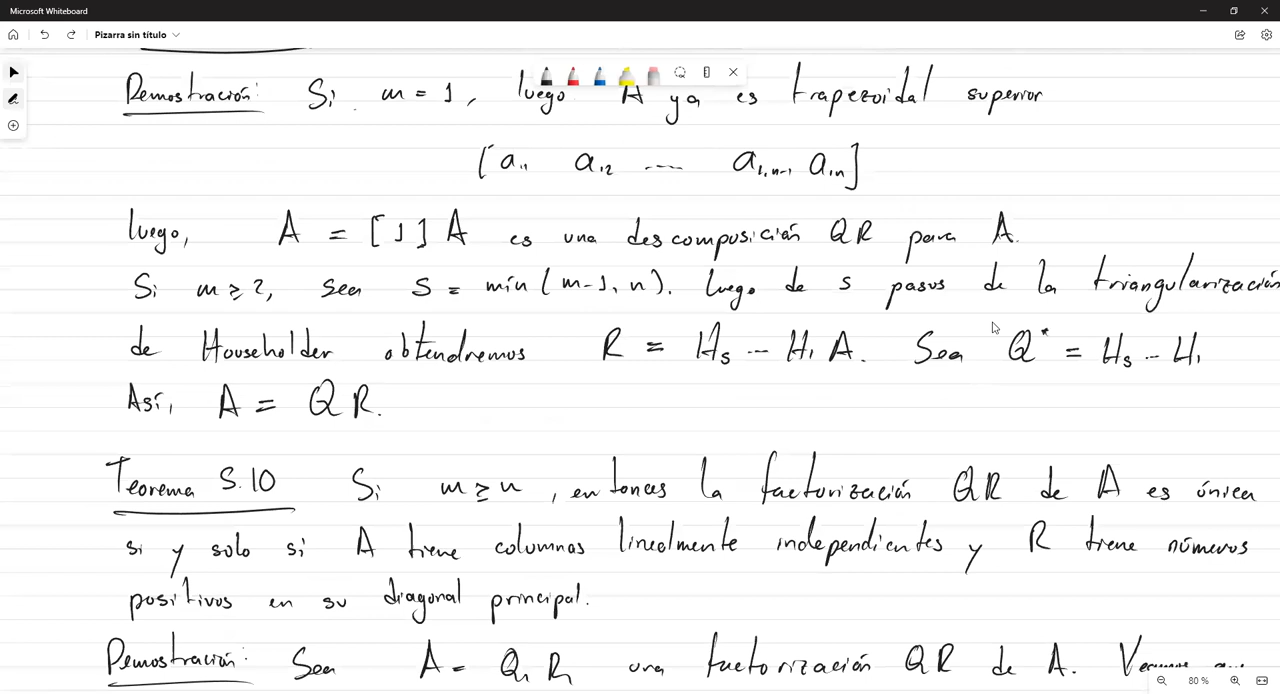 Microsoft Whiteboard
Pizarra sin título
Demostración: Si m = 1, luego A ya es trapezoidal superior
[a₁₁ a₁₂ ---- a₁,ₙ₋₁ a₁ₙ]
luego, A = [1] A es una descomposición QR para A.
Si m ≥ 2, sea s = mín(m-1, n). Luego de s pasos de la triangularización
de Householder obtendremos R = Hₛ -- H₁ A. Sea Q* = Hₛ -- H₁
Así, A = QR.
Teorema 5.10 Si m ≥ n, entonces la factorización QR de A es única
si y solo si A tiene columnas linealmente independientes y R tiene números
positivos en su diagonal principal.
Demostración: Sea A = Q₁ R₁ una factorización QR de A.
80 %